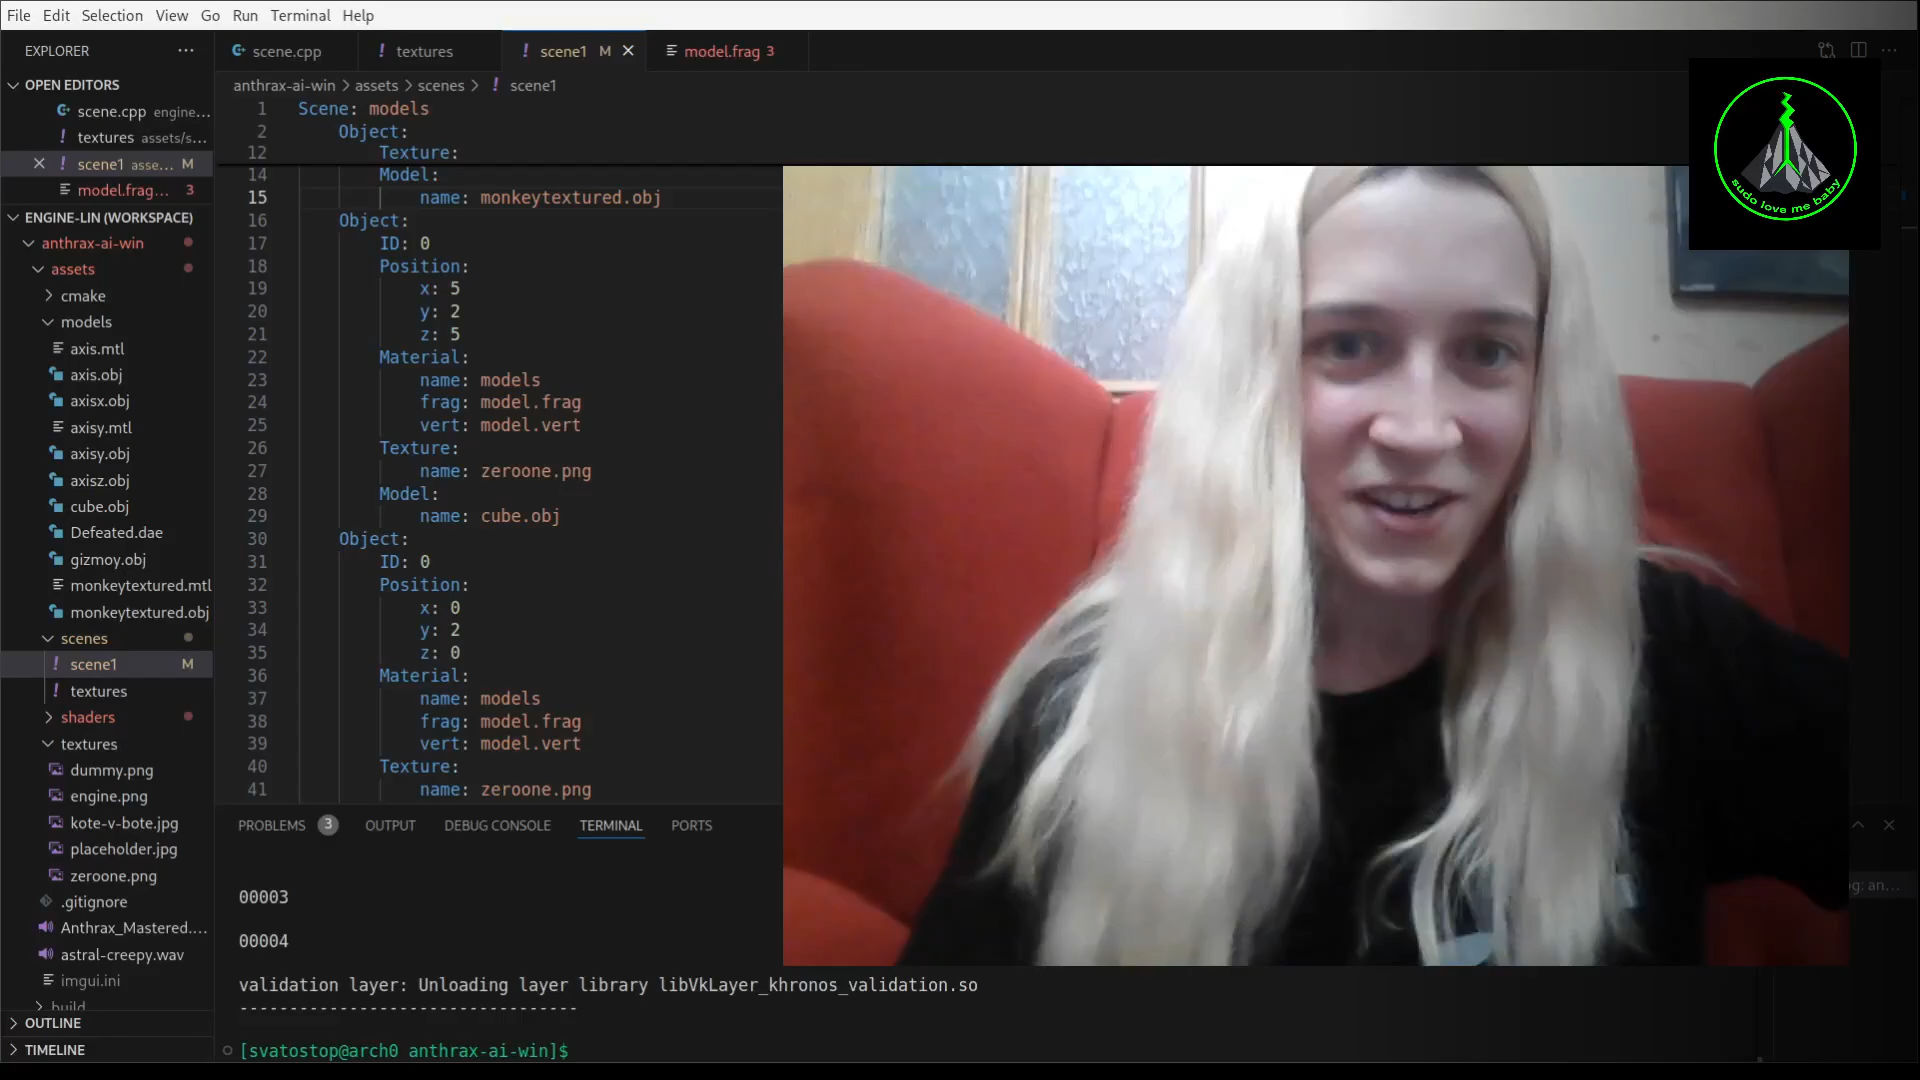 File Edit Selection View Go Run Terminal Help
EXPLORER
OPEN EDITORS
scene.cpp engine...
textures assets/s...
scene1 asse... M
model.frag... 3
ENGINE-LIN (WORKSPACE)
anthrax-ai-win
assets
cmake
models
axis.mtl
axis.obj
axisx.obj
axisy.mtl
axisy.obj
axisz.obj
cube.obj
Defeated.dae
gizmoy.obj
monkeytextured.mtl
monkeytextured.obj
scenes
scene1 M
textures
shaders
textures
dummy.png
engine.png
kote-v-bote.jpg
placeholder.jpg
zeroone.png
.gitignore
Anthrax_Mastered....
astral-creepy.wav
imgui.ini
build
OUTLINE
TIMELINE
scene.cpp textures scene1 M model.frag 3
anthrax-ai-win > assets > scenes > scene1
1 Scene: models
2 Object:
12 Texture:
14 Model:
15 name: monkeytextured.obj
16 Object:
17 ID: 0
18 Position:
19 x: 5
20 y: 2
21 z: 5
22 Material:
23 name: models
24 frag: model.frag
25 vert: model.vert
26 Texture:
27 name: zeroone.png
28 Model:
29 name: cube.obj
30 Object:
31 ID: 0
32 Position:
33 x: 0
34 y: 2
35 z: 0
36 Material:
37 name: models
38 frag: model.frag
39 vert: model.vert
40 Texture:
41 name: zeroone.png
PROBLEMS 3 OUTPUT DEBUG CONSOLE TERMINAL PORTS
00003
00004
validation layer: Unloading layer library libVkLayer_khronos_validation.so
---------------------------------
[svatostop@arch0 anthrax-ai-win]$
sudo love me baby
g: an...